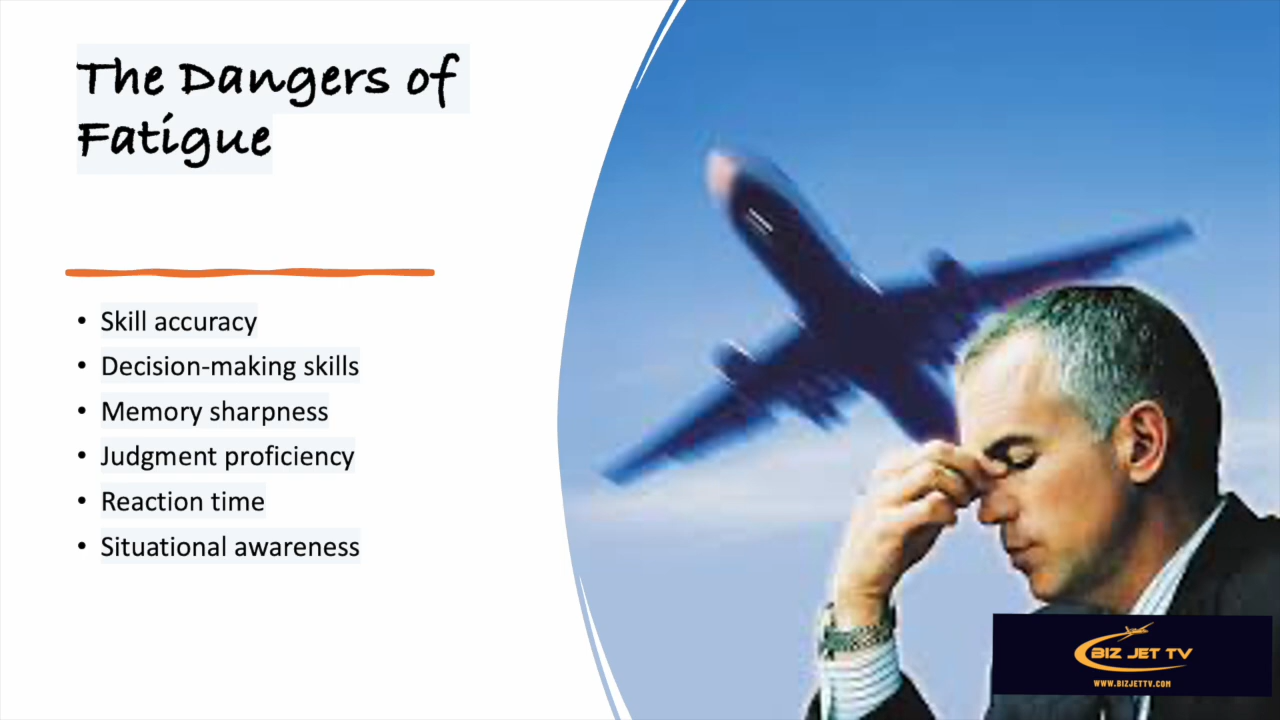 The Dangers of
Fatigue
• Skill accuracy
• Decision-making skills
• Memory sharpness
• Judgment proficiency
• Reaction time
• Situational awareness
BIZ JET TV
WWW.BIZJETTV.COM